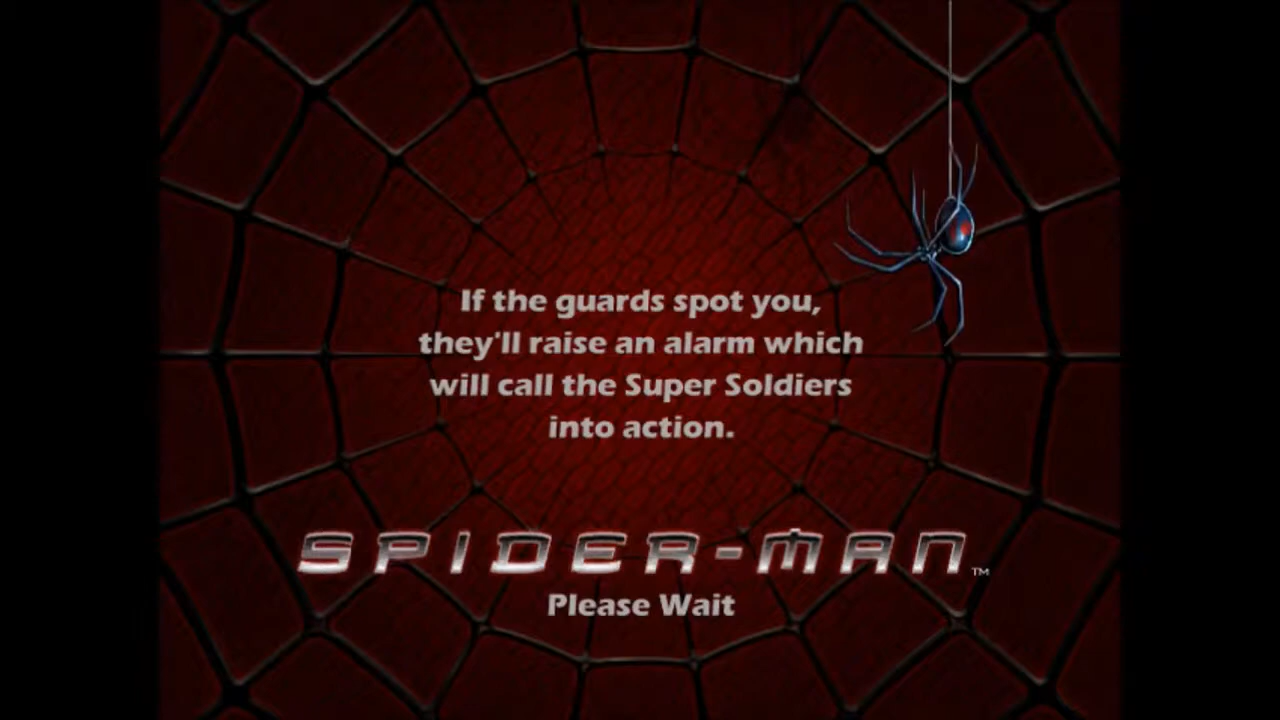 If the guards spot you,
they'll raise an alarm which
will call the Super Soldiers
into action.
SPIDER-MAN™
Please Wait